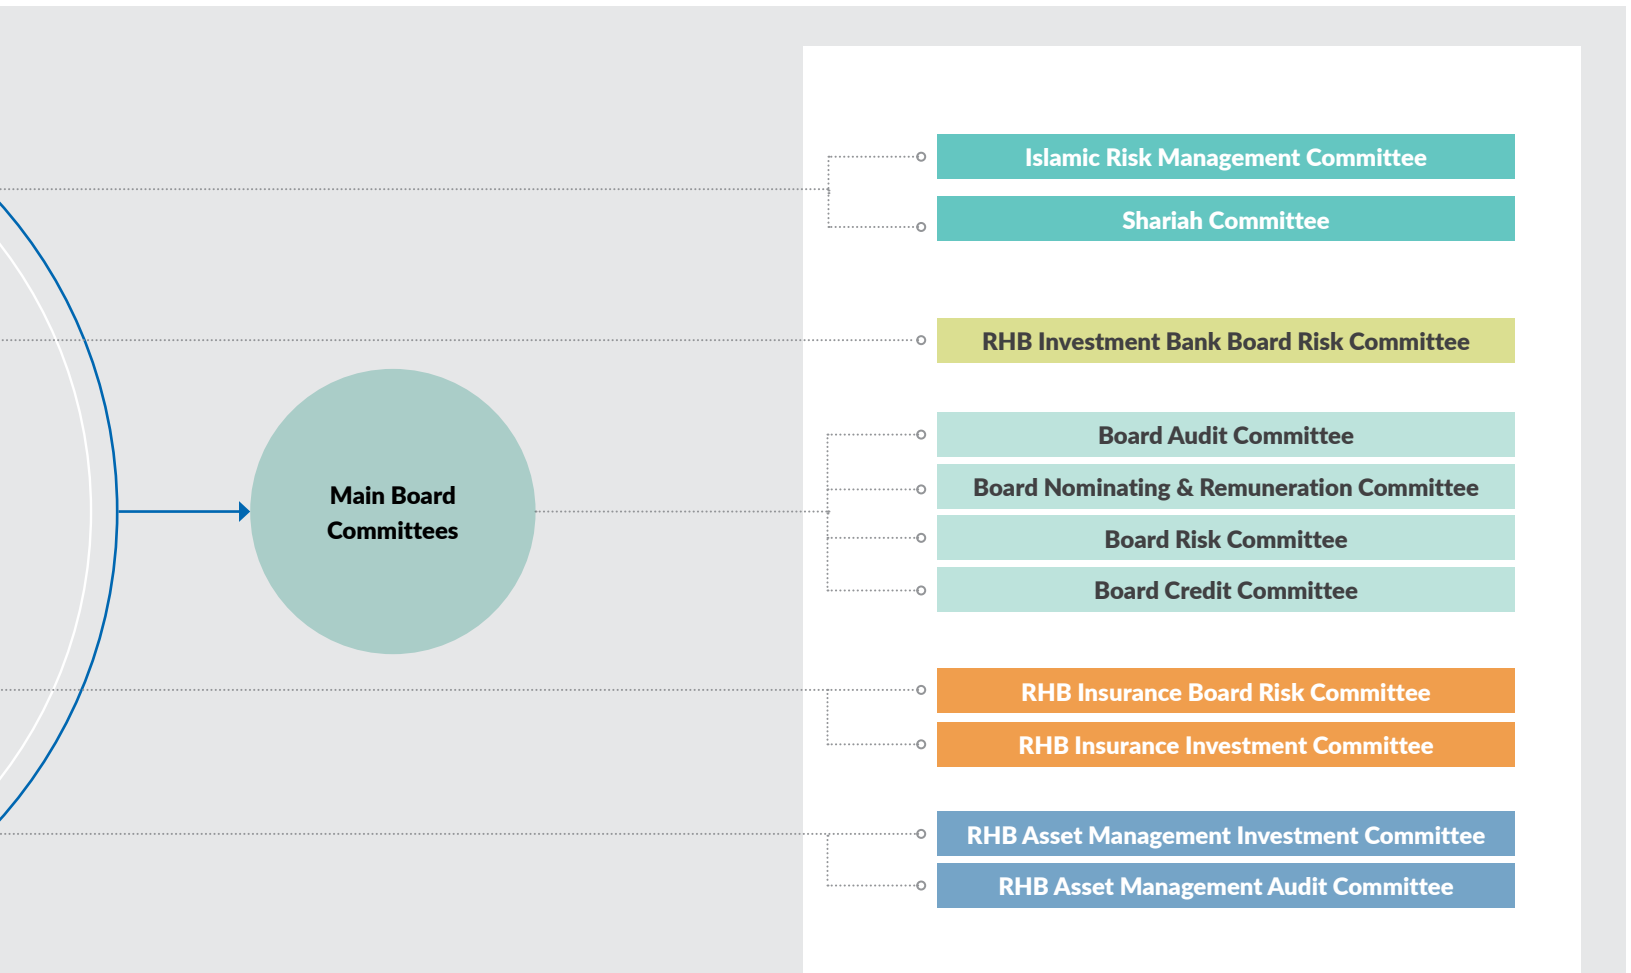 Islamic Risk Management Committee
Shariah Committee
RHB Investment Bank Board Risk Committee
Main Board
Committees
Board Audit Committee
Board Nominating & Remuneration Committee
Board Risk Committee
Board Credit Committee
RHB Insurance Board Risk Committee
RHB Insurance Investment Committee
RHB Asset Management Investment Committee
RHB Asset Management Audit Committee